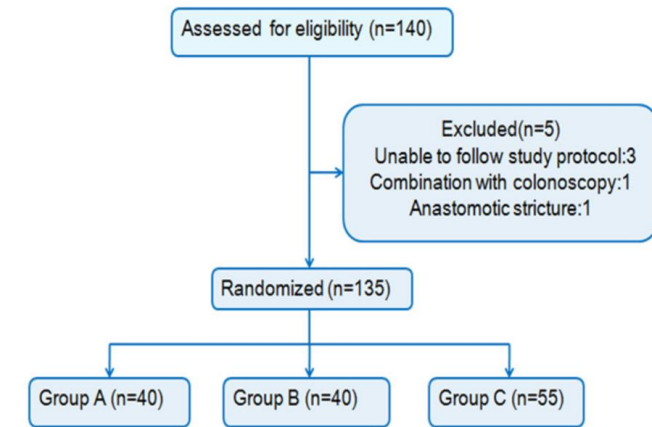 Assessed for eligibility (n=140)
Excluded(n=5)
Unable to follow study protocol:3
Combination with colonoscopy:1
Anastomotic stricture:1
Randomized (n=135)
Group A (n=40)
Group B (n=40)
Group C (n=55)